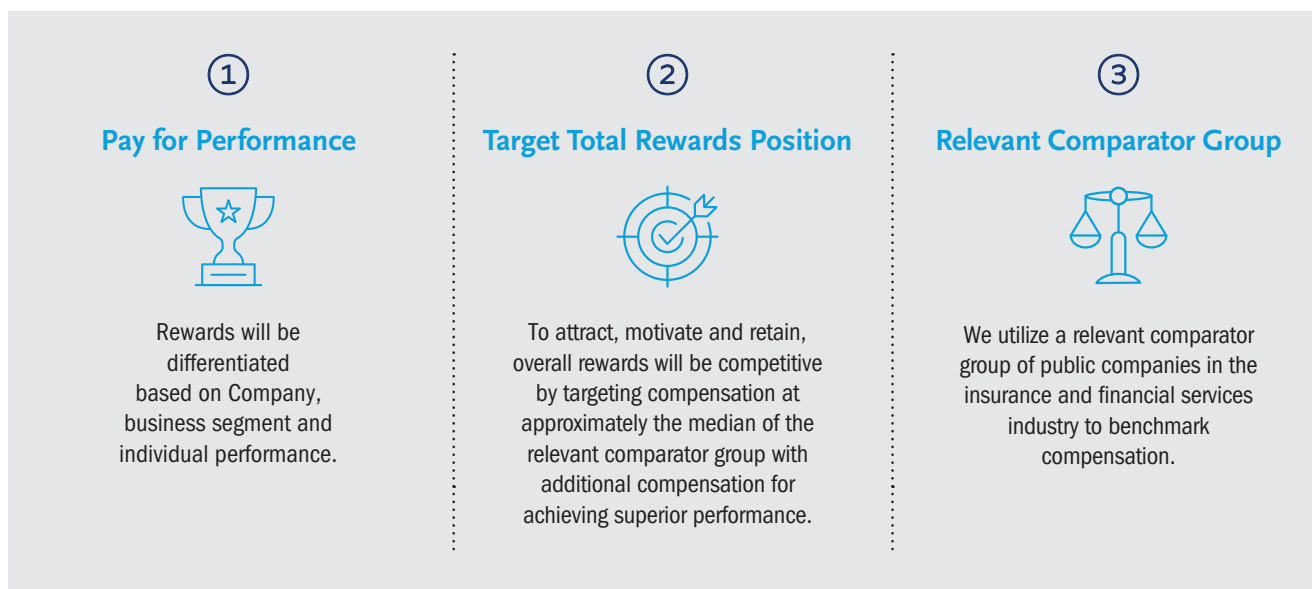 1
Pay for Performance
Rewards will be
differentiated
based on Company,
business segment and
individual performance.
2
Target Total Rewards Position
To attract, motivate and retain,
overall rewards will be competitive
by targeting compensation at
approximately the median of the
relevant comparator group with
additional compensation for
achieving superior performance.
3
Relevant Comparator Group
We utilize a relevant comparator
group of public companies in the
insurance and financial services
industry to benchmark
compensation.